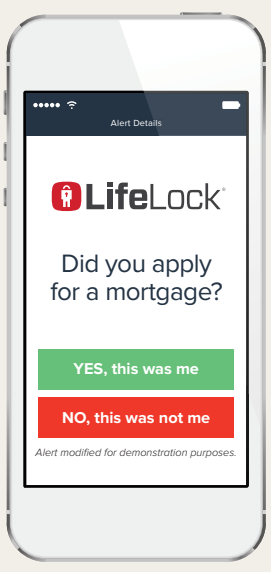 Alert Details
LifeLock®
Did you apply
for a mortgage?
YES, this was me
NO, this was not me
Alert modified for demonstration purposes.